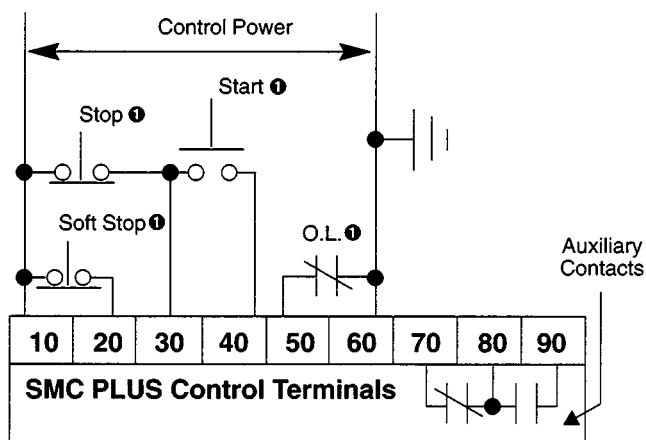 Control Power
Start ❶
Stop ❶
Soft Stop ❶
O.L. ❶
Auxiliary
Contacts
10 20 30 40 50 60 70 80 90
SMC PLUS Control Terminals